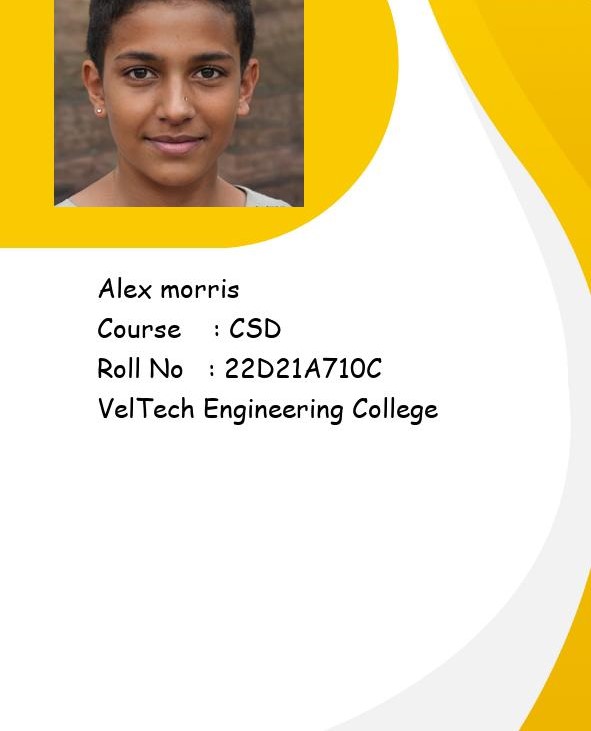 Alex morris
Course : CSD
Roll No : 22D21A710C
VelTech Engineering College